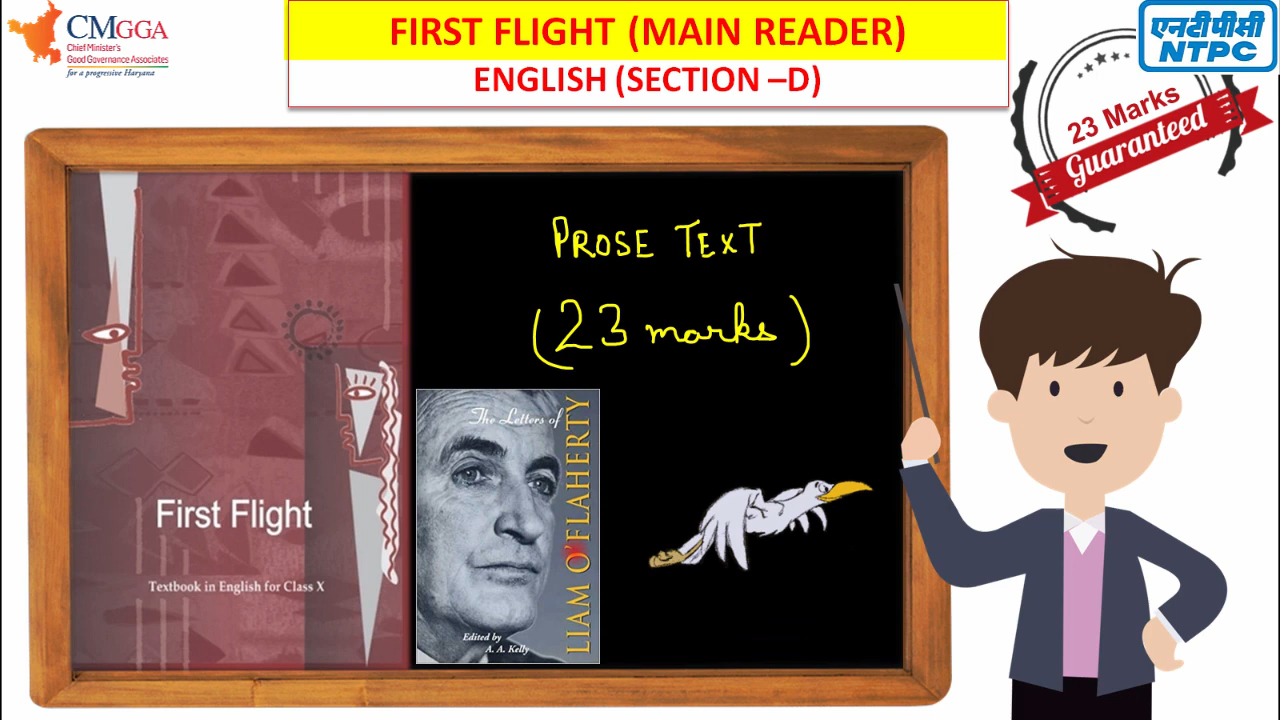 CMGGA
Chief Minister's
Good Governance Associates
for a progressive Haryana
FIRST FLIGHT (MAIN READER)
ENGLISH (SECTION –D)
एनटीपीसी
NTPC
23 Marks
Guaranteed
PROSE TEXT
(23 marks)
First Flight
Textbook in English for Class X
The Letters of
LIAM O'FLAHERTY
Edited by
A. A. Kelly